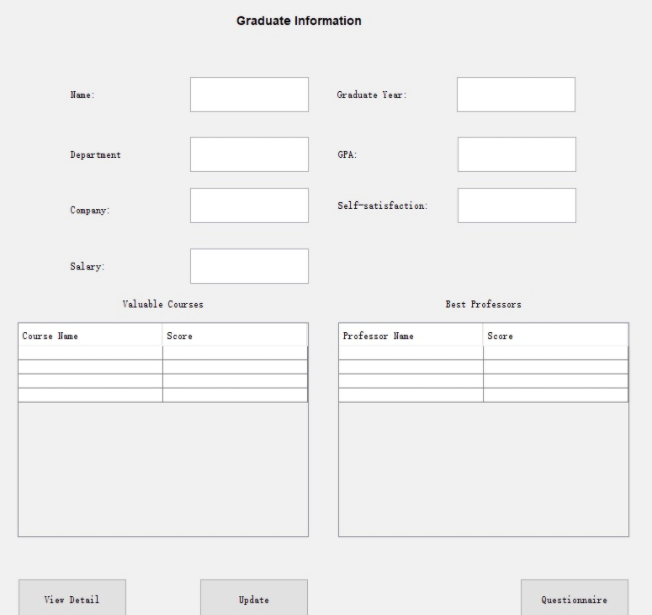 Graduate Information
Name:
Graduate Year:
Department
GPA:
Company:
Self-satisfaction:
Salary:
Valuable Courses
Best Professors
Course Name Score
Professor Name Score
View Detail
Update
Questionnaire